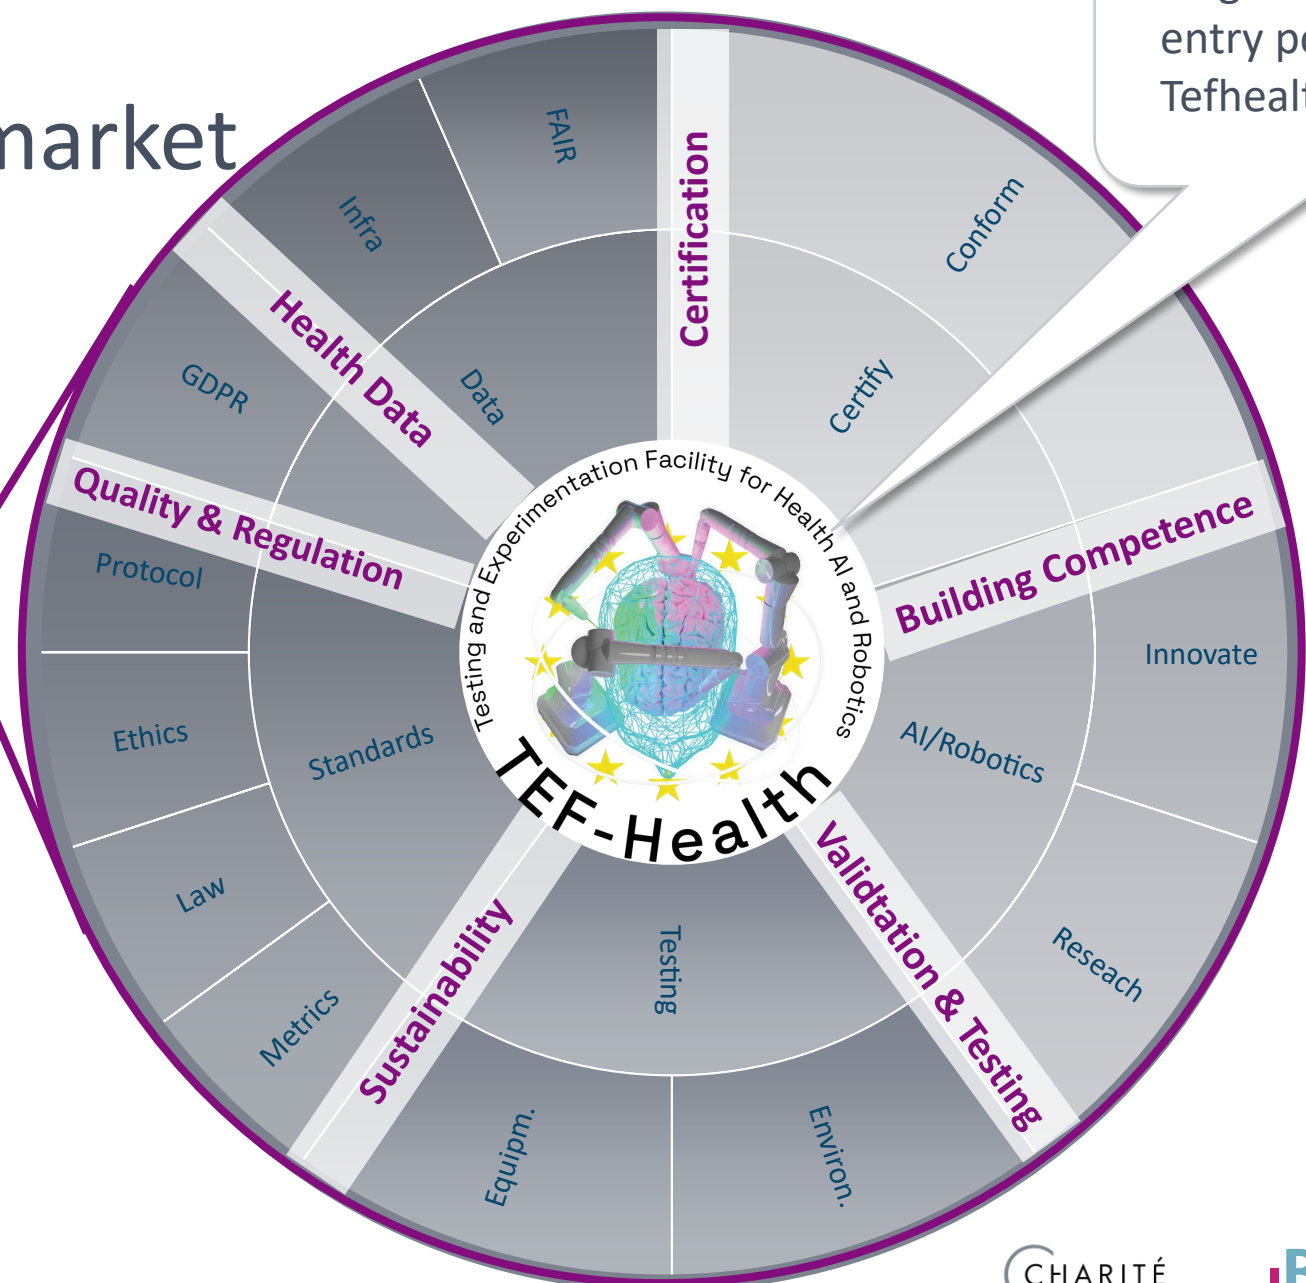 entry
market
FAIR
Infra
Certification
Conform
Health Data
Data
Certify
GDPR
Quality & Regulation
Protocol
Building Competence
Testing and Experimentation Facility for Health AI and Robotics
TEF-Health
Innovate
AI/Robotics
Ethics
Standards
Law
Metrics
Sustainability
Testing
Validtation & Testing
Reseach
Equipm.
Environ.
CHARITÉ